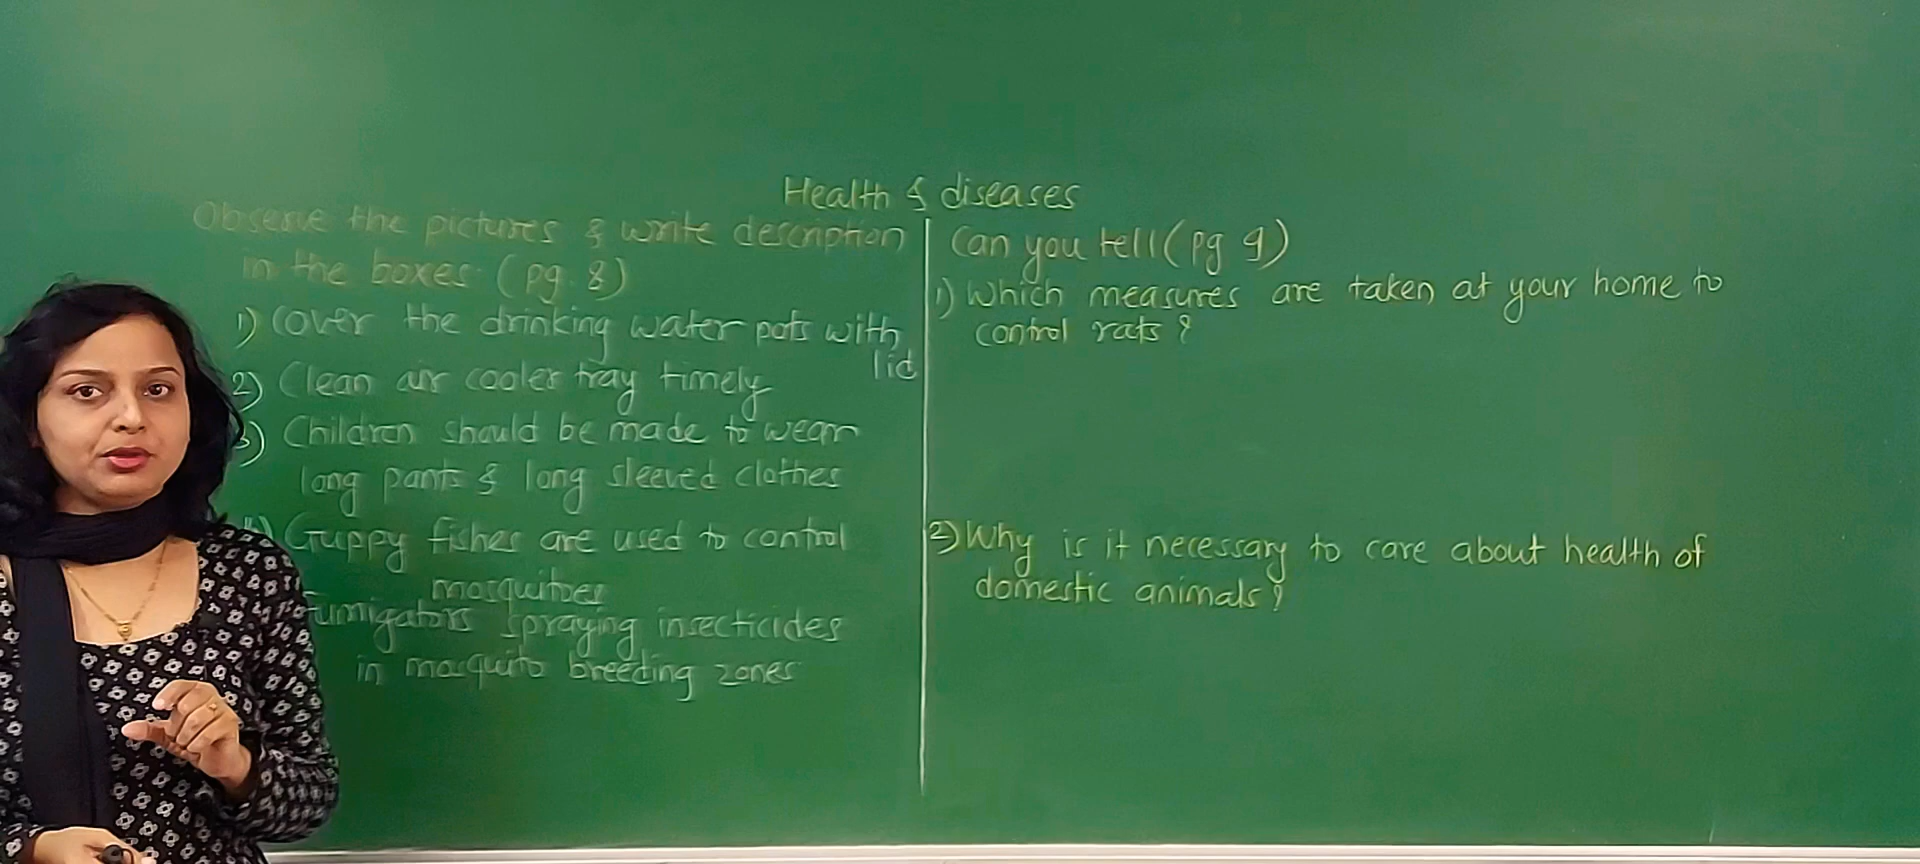 Health & diseases
Observe the pictures & write description
in the boxes. (pg. 8)
1) Cover the drinking water pots with
lid
2) Clean air cooler tray timely
3) Children should be made to wear
long pants & long sleeved clothes
4) Guppy fishes are used to control
mosquitoes
Fumigators spraying insecticides
in mosquito breeding zones
Can you tell (pg 9)
1) Which measures are taken at your home to
control rats?
2) Why is it necessary to care about health of
domestic animals?